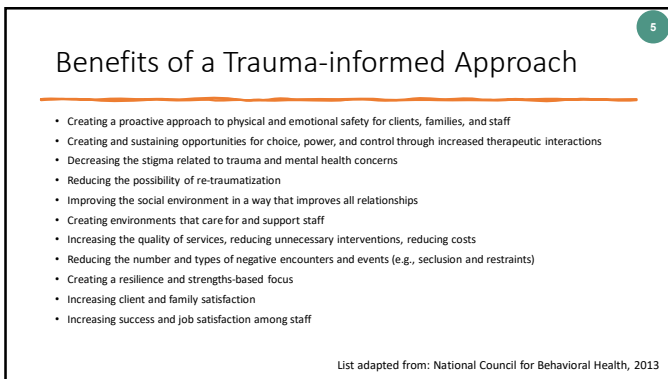 5
Benefits of a Trauma-informed Approach
• Creating a proactive approach to physical and emotional safety for clients, families, and staff
• Creating and sustaining opportunities for choice, power, and control through increased therapeutic interactions
• Decreasing the stigma related to trauma and mental health concerns
• Reducing the possibility of re-traumatization
• Improving the social environment in a way that improves all relationships
• Creating environments that care for and support staff
• Increasing the quality of services, reducing unnecessary interventions, reducing costs
• Reducing the number and types of negative encounters and events (e.g., seclusion and restraints)
• Creating a resilience and strengths-based focus
• Increasing client and family satisfaction
• Increasing success and job satisfaction among staff
List adapted from: National Council for Behavioral Health, 2013